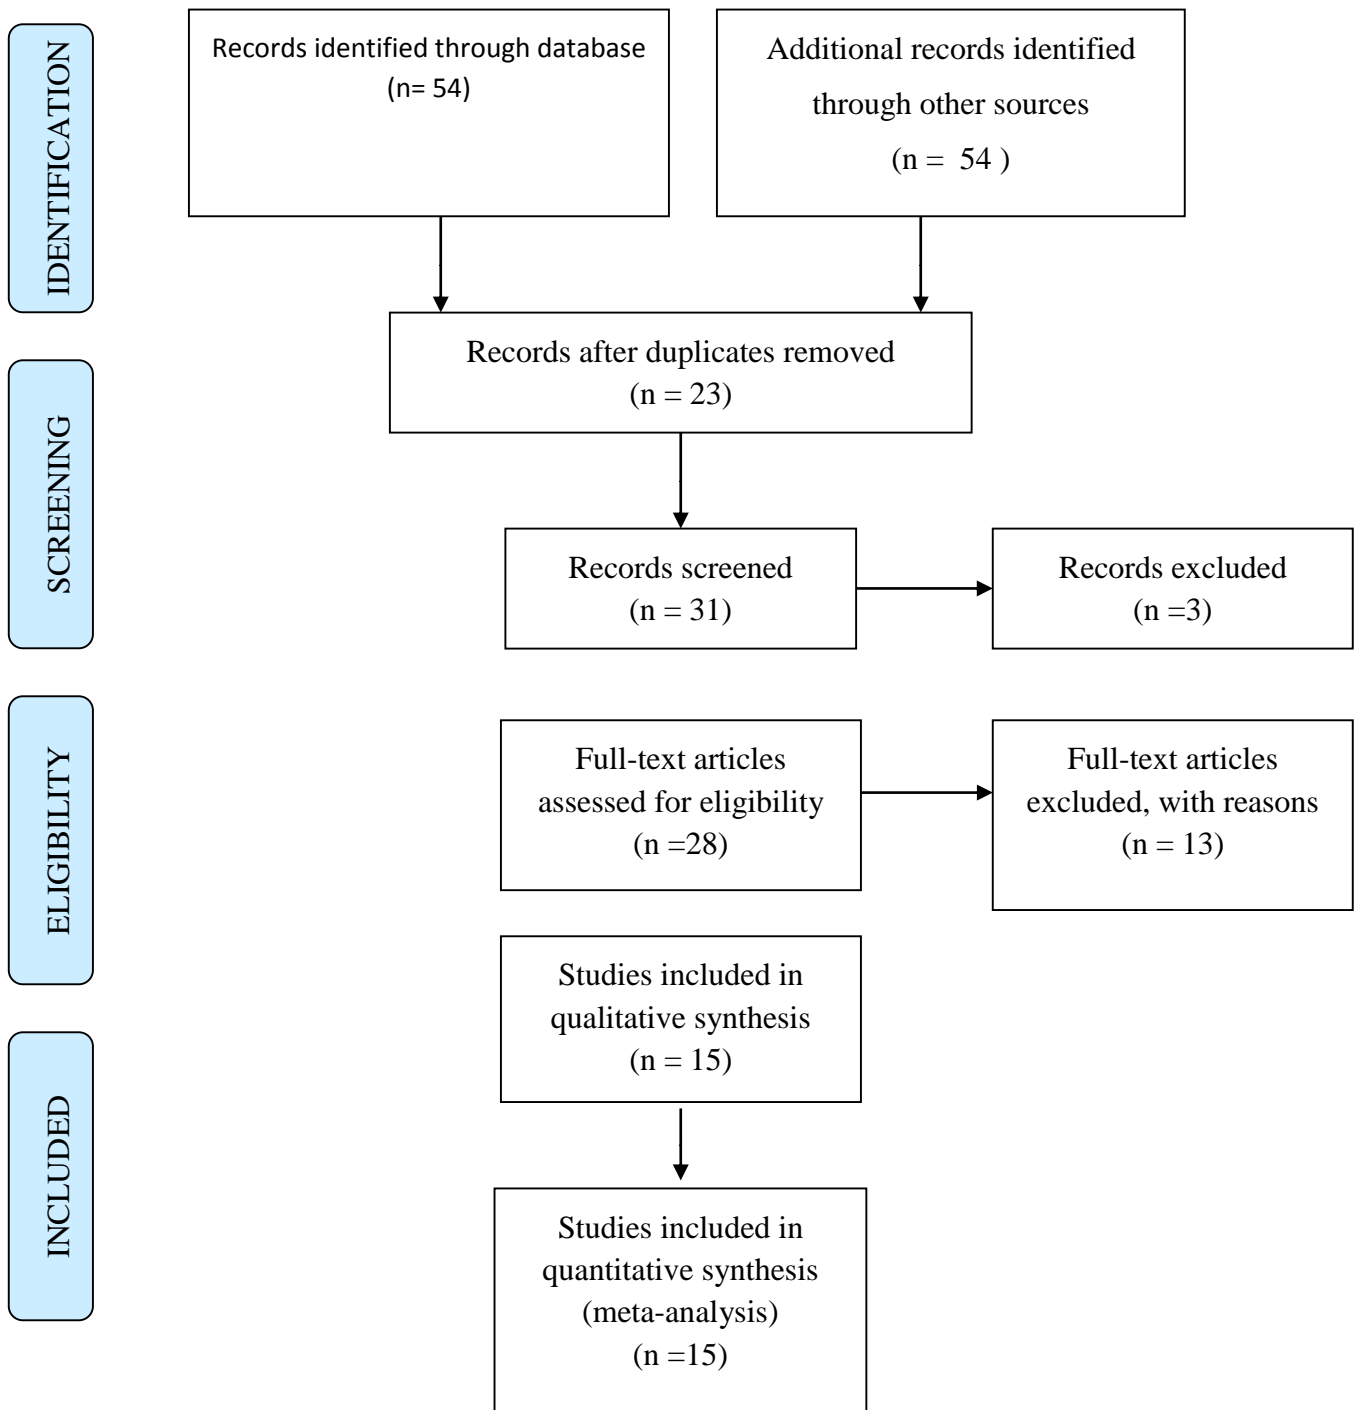 IDENTIFICATION
Records identified through database
(n= 54)
Additional records identified
through other sources
(n = 54 )
Records after duplicates removed
(n = 23)
SCREENING
Records screened
(n = 31)
Records excluded
(n =3)
ELIGIBILITY
Full-text articles
assessed for eligibility
(n =28)
Full-text articles
excluded, with reasons
(n = 13)
Studies included in
qualitative synthesis
(n = 15)
INCLUDED
Studies included in
quantitative synthesis
(meta-analysis)
(n =15)